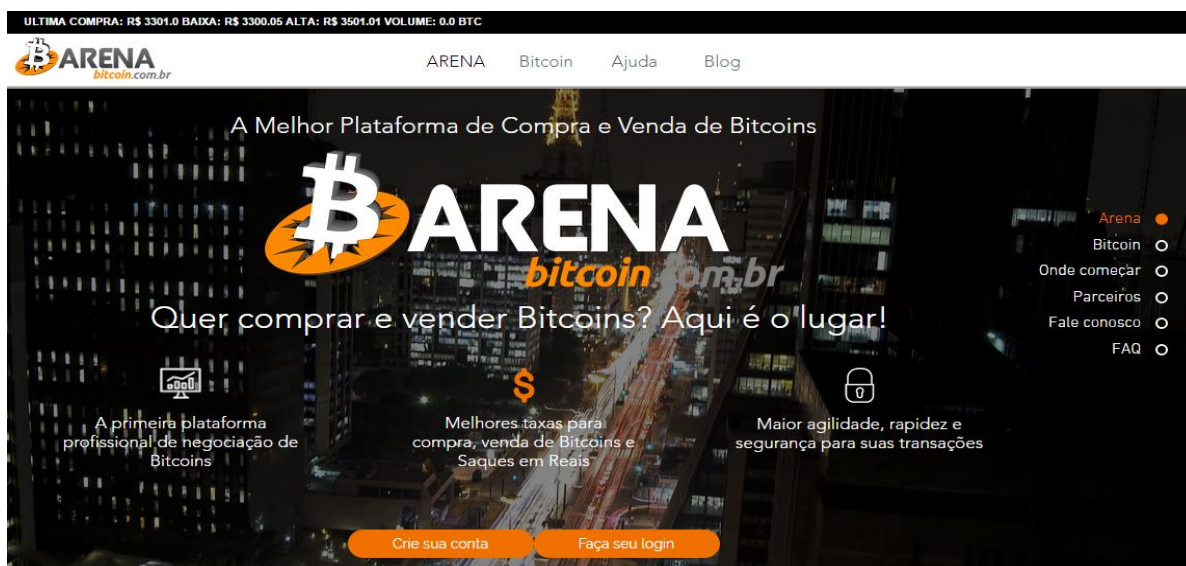 ULTIMA COMPRA: R$ 3301.0 BAIXA: R$ 3300.05 ALTA: R$ 3501.01 VOLUME: 0.0 BTC
ARENA
bitcoin.com.br
ARENA Bitcoin Ajuda Blog
A Melhor Plataforma de Compra e Venda de Bitcoins
ARENA
bitcoin.com.br
Quer comprar e vender Bitcoins? Aqui é o lugar!
Arena
Bitcoin
Onde começar
Parceiros
Fale conosco
FAQ
A primeira plataforma
profissional de negociação de
Bitcoins
Melhores taxas para
compra, venda de Bitcoins e
Saques em Reais
Maior agilidade, rapidez e
segurança para suas transações
Crie sua conta
Faça seu login